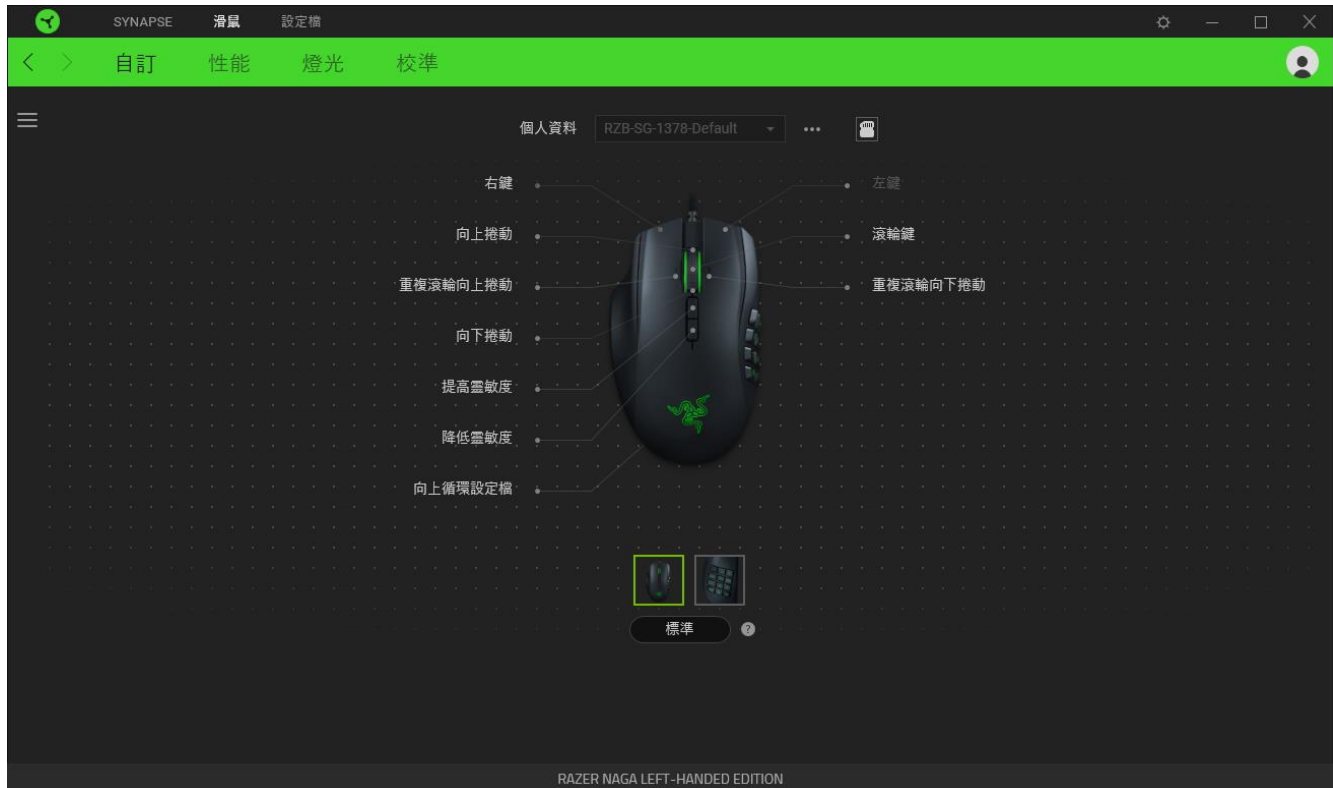 SYNAPSE 滑鼠 設定檔
自訂 性能 燈光 校準
個人資料 RZB-SG-1378-Default
右鍵 左鍵
向上捲動 滾輪鍵
重複滾輪向上捲動 重複滾輪向下捲動
向下捲動
提高靈敏度
降低靈敏度
向上循環設定檔
標準 ?
RAZER NAGA LEFT-HANDED EDITION